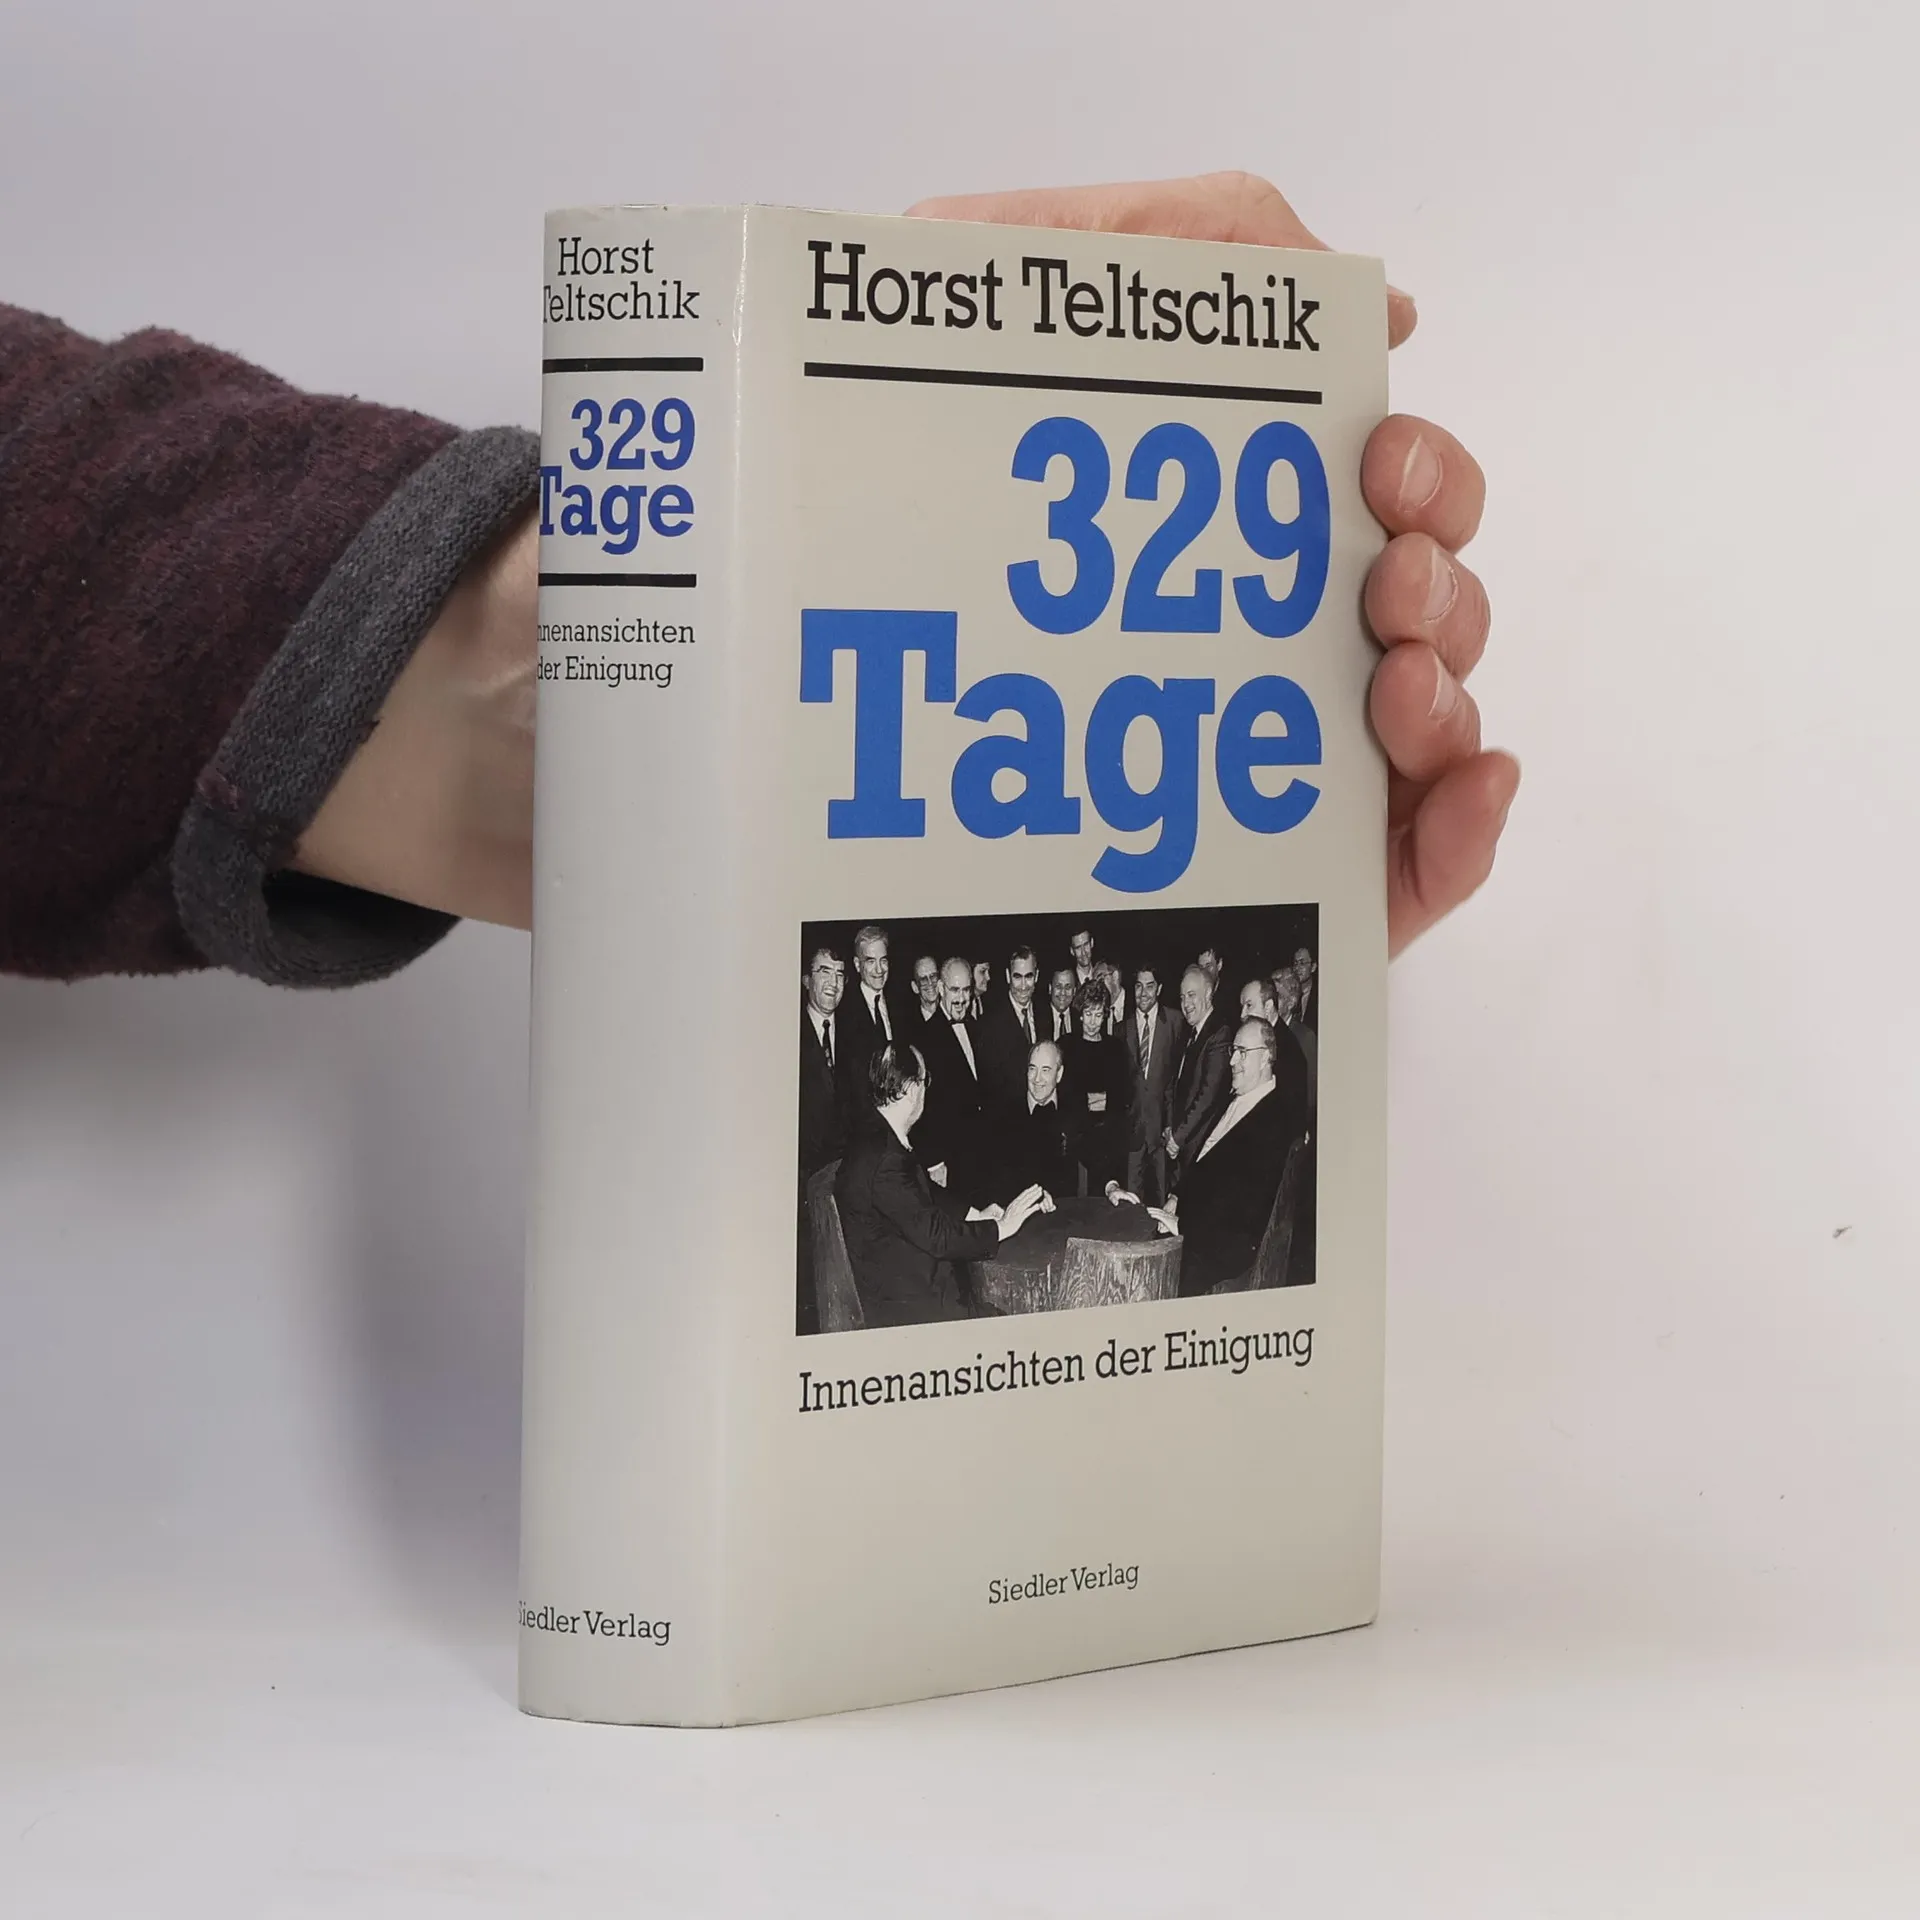 Horst
Teltschik
329
Tage
Innenansichten
der Einigung
Siedler Verlag
Horst Teltschik
329
Tage
Innenansichten der Einigung
Siedler Verlag